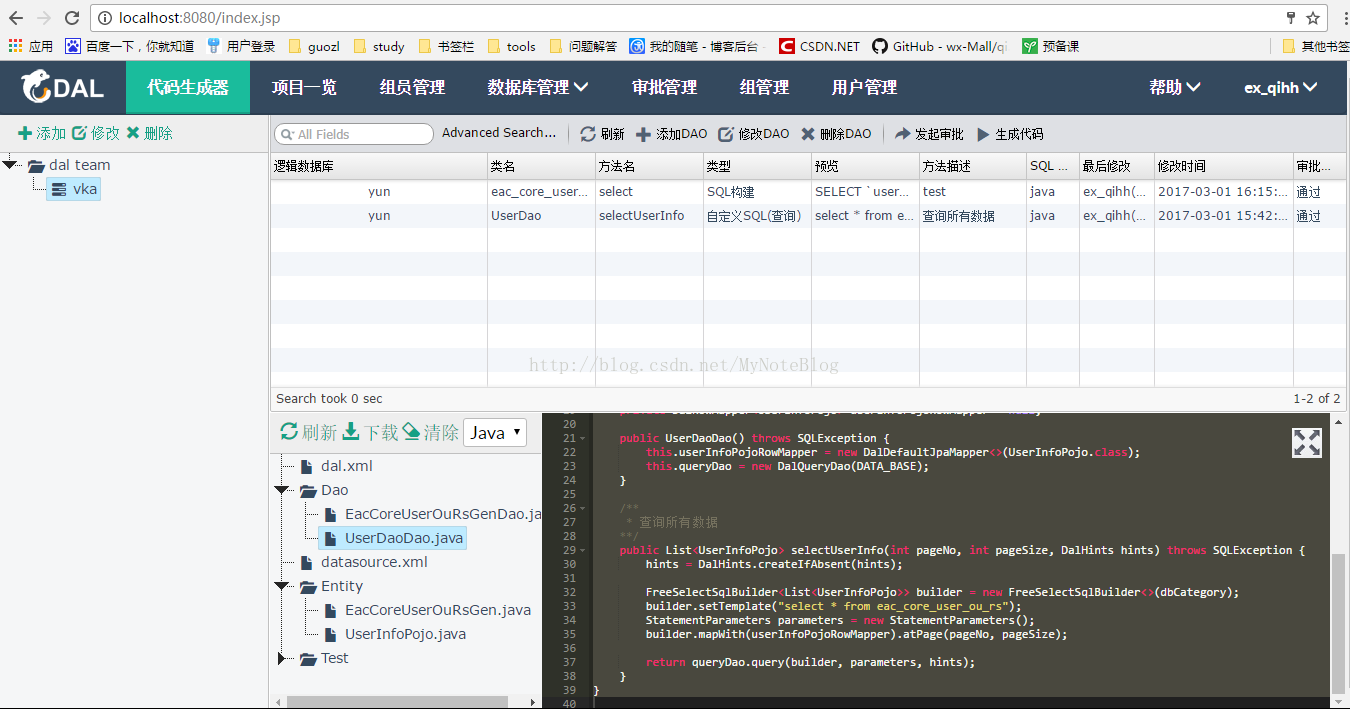 localhost:8080/index.jsp
应用 百度一下，你就知道 用户登录 guozl study 书签栏 tools 问题解答 我的随笔 - 博客后台 CSDN.NET GitHub - wx-Mall/qi 预备课 其他书签
DAL 代码生成器 项目一览 组员管理 数据库管理 审批管理 组管理 用户管理 帮助 ex_qihh
添加 修改 删除
All Fields Advanced Search... 刷新 添加DAO 修改DAO 删除DAO 发起审批 生成代码
dal team
vka
逻辑数据库 类名 方法名 类型 预览 方法描述 SQL ... 最后修改 修改时间 审批...
yun eac_core_user... select SQL构建 SELECT `user... test java ex_qihh(... 2017-03-01 16:15:... 通过
yun UserDao selectUserInfo 自定义SQL(查询) select * from e... 查询所有数据 java ex_qihh(... 2017-03-01 15:42:... 通过
http://blog.csdn.net/MyNoteBlog
Search took 0 sec 1-2 of 2
刷新 下载 清除 Java
dal.xml
Dao
EacCoreUserOuRsGenDao.ja
UserDaoDao.java
datasource.xml
Entity
EacCoreUserOuRsGen.java
UserInfoPojo.java
Test
20
21 public UserDaoDao() throws SQLException {
22 this.userInfoPojoRowMapper = new DalDefaultJpaMapper<>(UserInfoPojo.class);
23 this.queryDao = new DalQueryDao(DATA_BASE);
24 }
25
26 /**
27 * 查询所有数据
28 **/
29 public List<UserInfoPojo> selectUserInfo(int pageNo, int pageSize, DalHints hints) throws SQLException {
30 hints = DalHints.createIfAbsent(hints);
31
32 FreeSelectSqlBuilder<List<UserInfoPojo>> builder = new FreeSelectSqlBuilder<>(dbCategory);
33 builder.setTemplate("select * from eac_core_user_ou_rs");
34 StatementParameters parameters = new StatementParameters();
35 builder.mapWith(userInfoPojoRowMapper).atPage(pageNo, pageSize);
36
37 return queryDao.query(builder, parameters, hints);
38 }
39 }
40